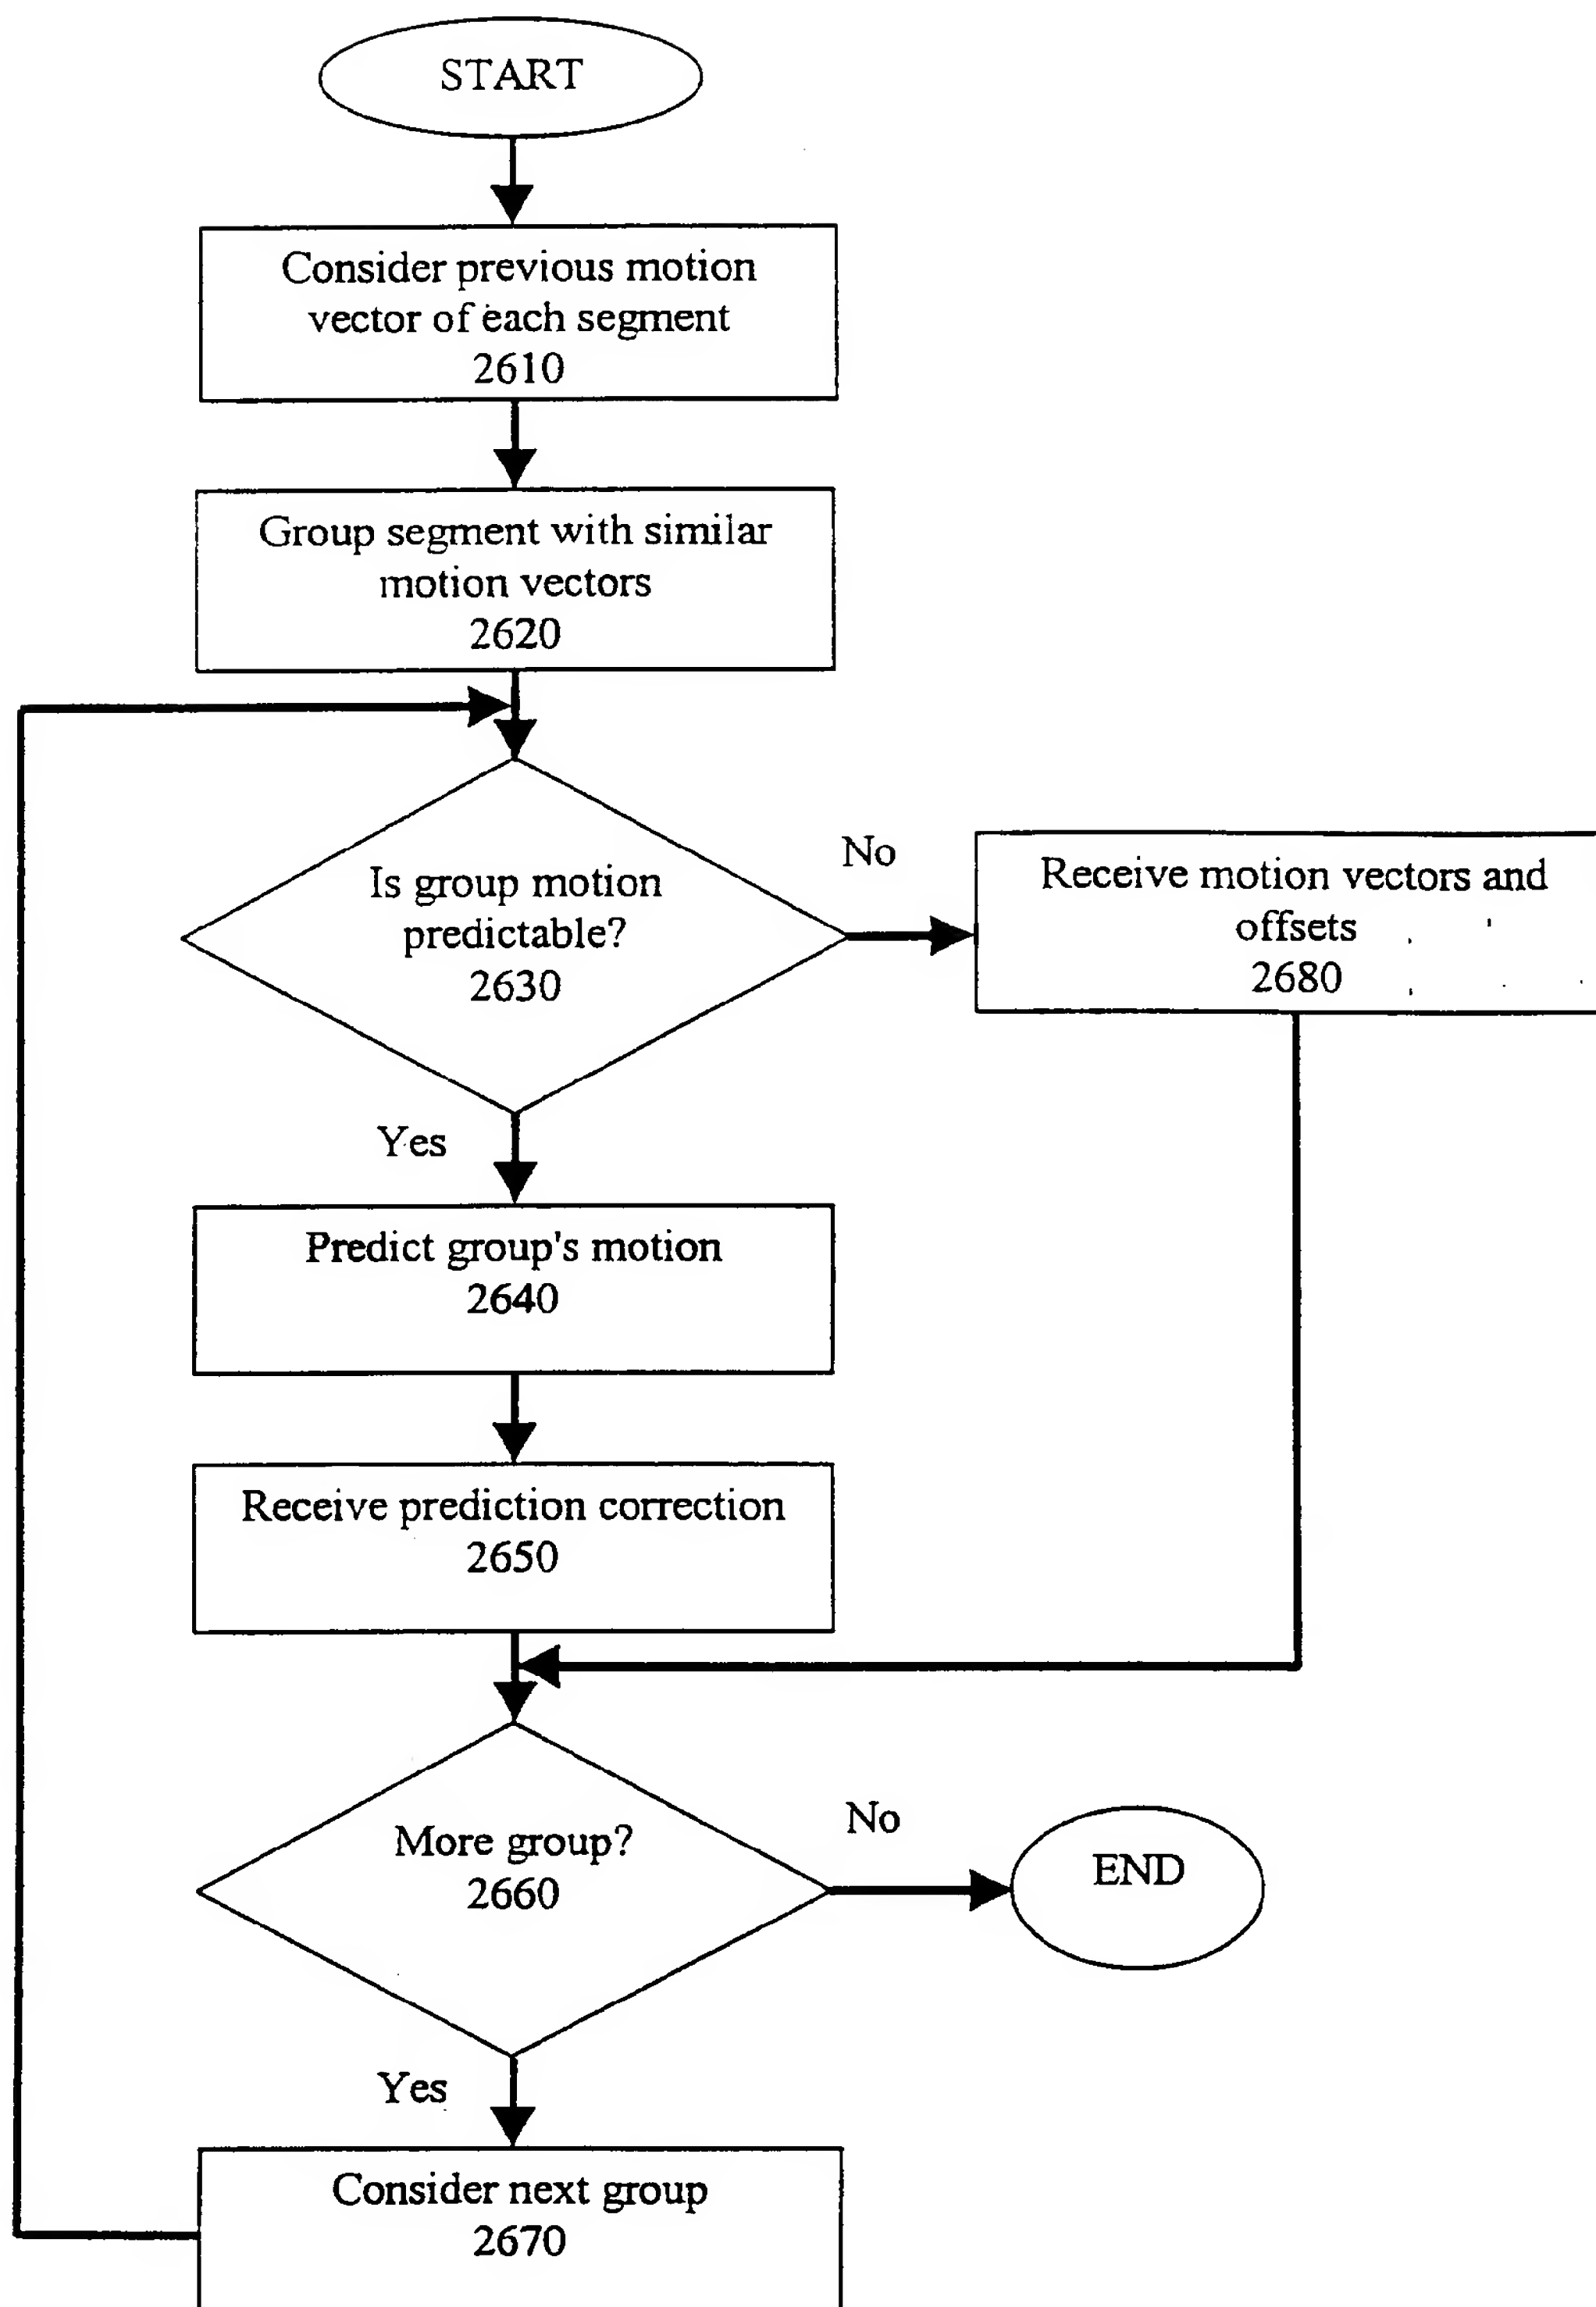 START
Consider previous motion
vector of each segment
2610
Group segment with similar
motion vectors
2620
Is group motion
predictable?
2630
No
Receive motion vectors and
offsets
2680
Yes
Predict group's motion
2640
Receive prediction correction
2650
More group?
2660
No
END
Yes
Consider next group
2670